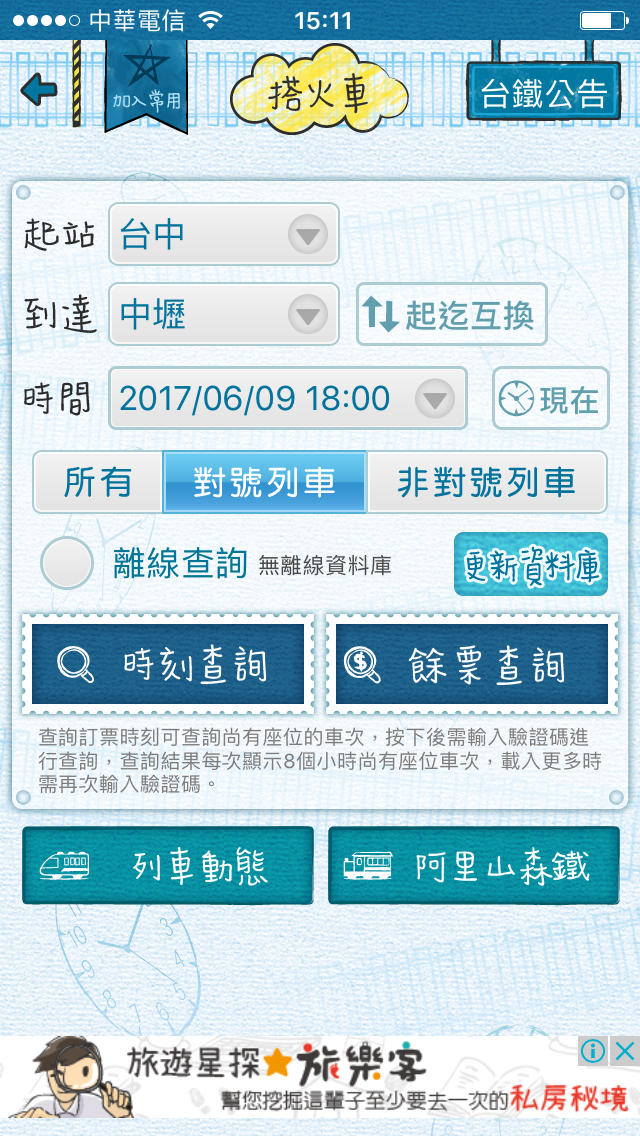 中華電信 15:11
加入常用
搭火車
台鐵公告
起站 台中
到達 中壢 起迄互換
時間 2017/06/09 18:00 現在
所有 對號列車 非對號列車
離線查詢 無離線資料庫 更新資料庫
時刻查詢 餘票查詢
查詢訂票時刻可查詢尚有座位的車次，按下後需輸入驗證碼進
行查詢，查詢結果每次顯示8個小時尚有座位車次，載入更多時
需再次輸入驗證碼。
列車動態 阿里山森鐵
旅遊星探★旅樂客
幫您挖掘這輩子至少要去一次的私房秘境